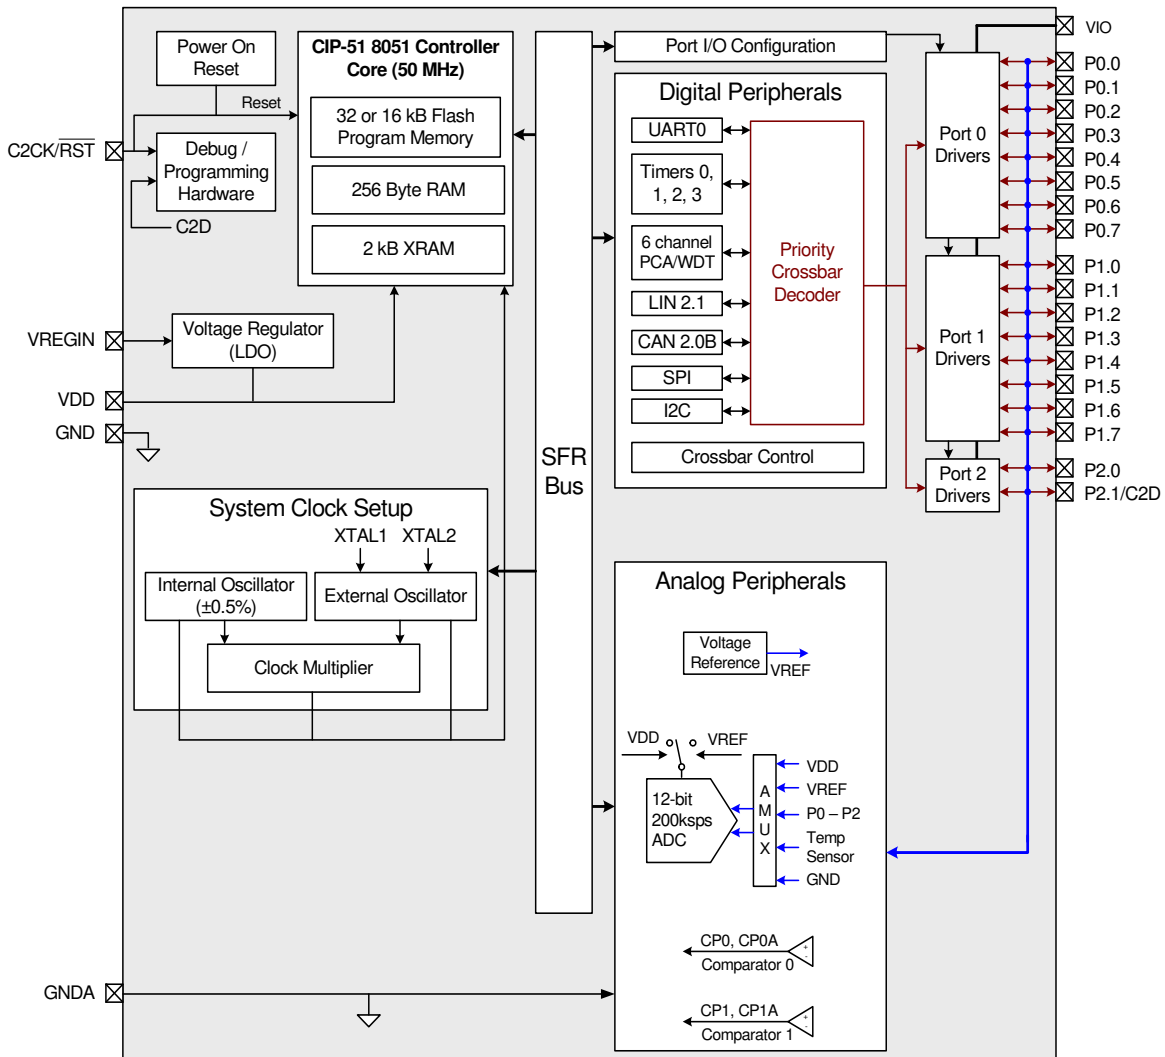 Power On
Reset
Reset
C2CK/RST
Debug /
Programming
Hardware
C2D
CIP-51 8051 Controller
Core (50 MHz)
32 or 16 kB Flash
Program Memory
256 Byte RAM
2 kB XRAM
VREGIN
Voltage Regulator
(LDO)
VDD
GND
System Clock Setup
XTAL1
XTAL2
Internal Oscillator
(±0.5%)
External Oscillator
Clock Multiplier
GNDA
SFR
Bus
Port I/O Configuration
Digital Peripherals
UART0
Timers 0,
1, 2, 3
6 channel
PCA/WDT
LIN 2.1
CAN 2.0B
SPI
I2C
Priority
Crossbar
Decoder
Crossbar Control
Port 0
Drivers
Port 1
Drivers
Port 2
Drivers
VIO
P0.0
P0.1
P0.2
P0.3
P0.4
P0.5
P0.6
P0.7
P1.0
P1.1
P1.2
P1.3
P1.4
P1.5
P1.6
P1.7
P2.0
P2.1/C2D
Analog Peripherals
Voltage
Reference
VREF
VDD
VREF
12-bit
200ksps
ADC
A
M
U
X
VDD
VREF
P0 – P2
Temp
Sensor
GND
CP0, CP0A
+
-
Comparator 0
CP1, CP1A
+
-
Comparator 1